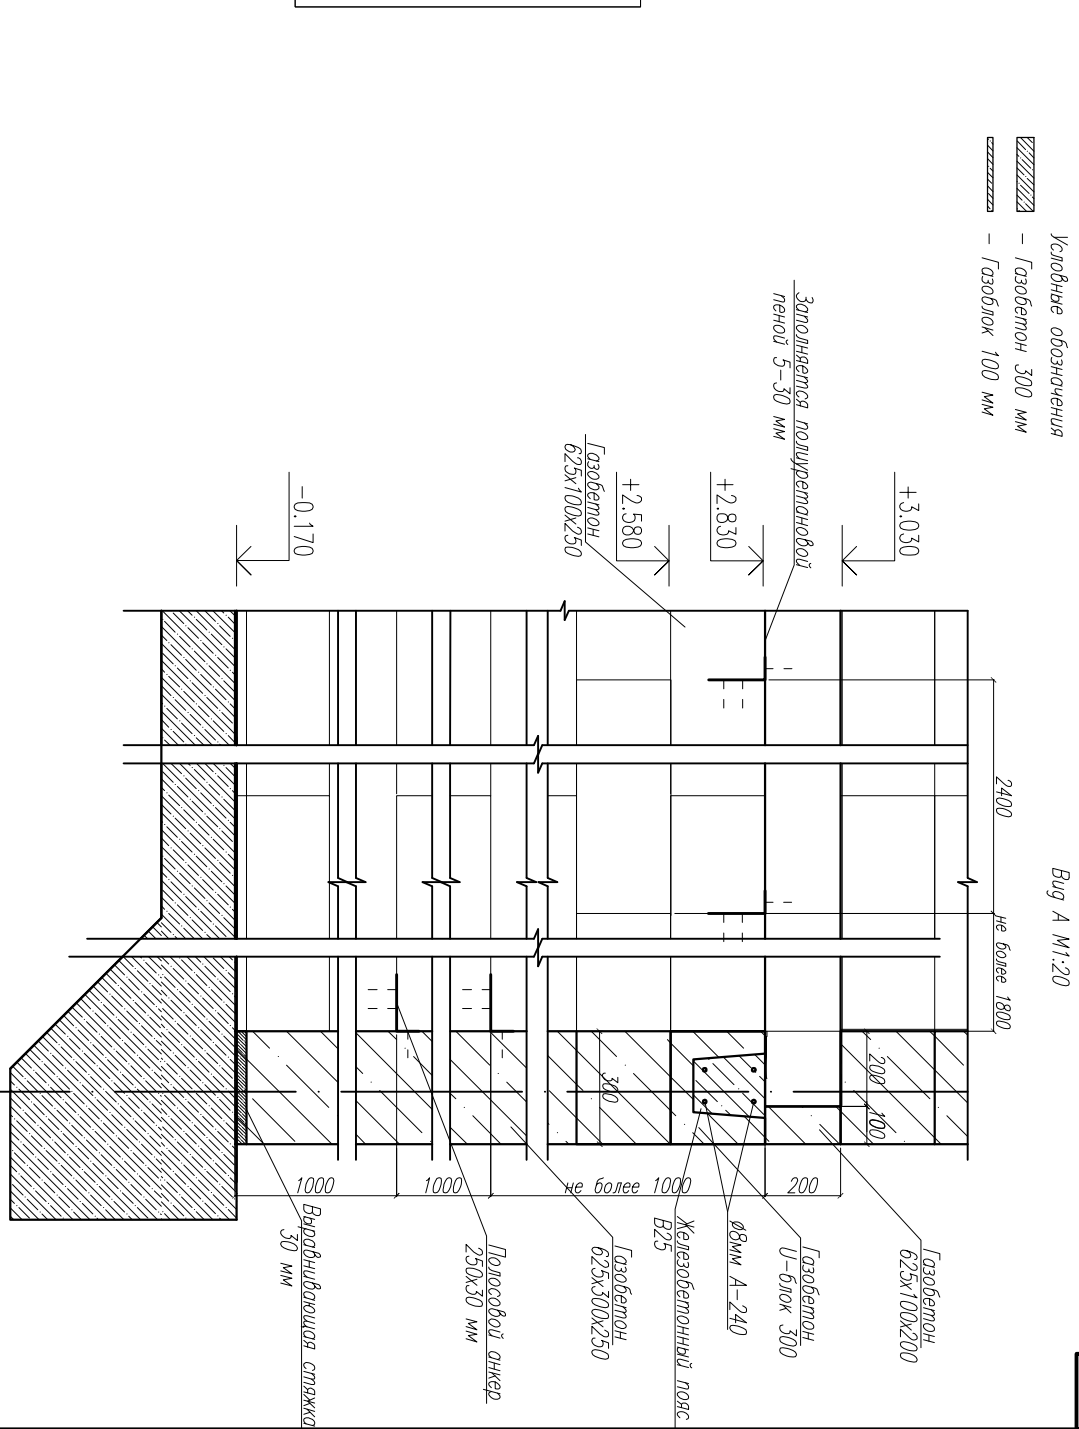 Вид А М1:20
Условные обозначения
- Газобетон 300 мм
- Газоблок 100 мм
2400
не более 1800
+3.030
+2.830
+2.580
-0.170
Заполняется полиуретановой
пеной 5-30 мм
Газобетон
625х100х250
200
100
300
200
не более 1000
1000
1000
Газобетон
625х100х200
Газобетон
U-блок 300
ø8мм А-240
Железобетонный пояс
В25
Газобетон
625х300х250
Полосовой анкер
250х30 мм
Выравнивающая стяжка
30 мм